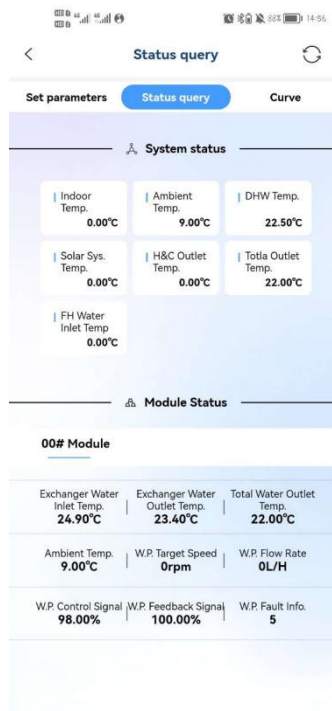 88% 14:56
Status query
Set parameters Status query Curve
System status
Indoor Ambient DHW Temp.
Temp. Temp.
0.00°C 9.00°C 22.50°C
Solar Sys. H&C Outlet Totla Outlet
Temp. Temp. Temp.
0.00°C 0.00°C 22.00°C
FH Water
Inlet Temp
0.00°C
Module Status
00# Module
Exchanger Water Exchanger Water Total Water Outlet
Inlet Temp. Outlet Temp. Temp.
24.90°C 23.40°C 22.00°C
Ambient Temp. W.P. Target Speed W.P. Flow Rate
9.00°C 0rpm 0L/H
W.P. Control Signal W.P. Feedback Signal W.P. Fault Info.
98.00% 100.00% 5